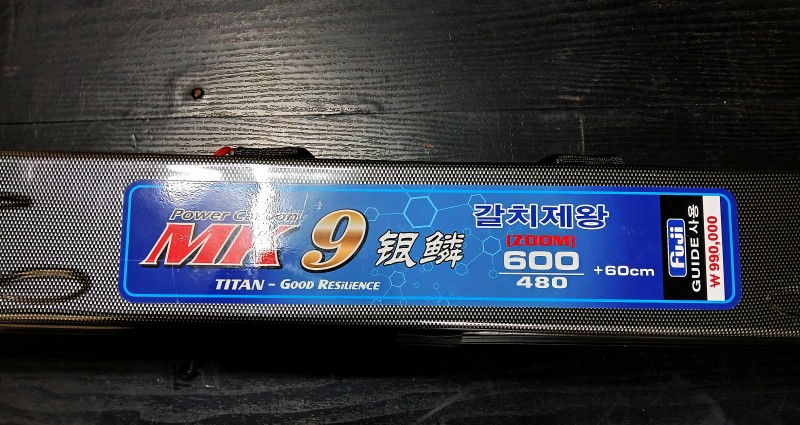 Power Carbon
MK 9 银鳞
TITAN - GOOD RESILIENCE
갈치제왕
(ZOOM)
600
480
+60cm
Fuji
GUIDE 사용
₩ 990,000